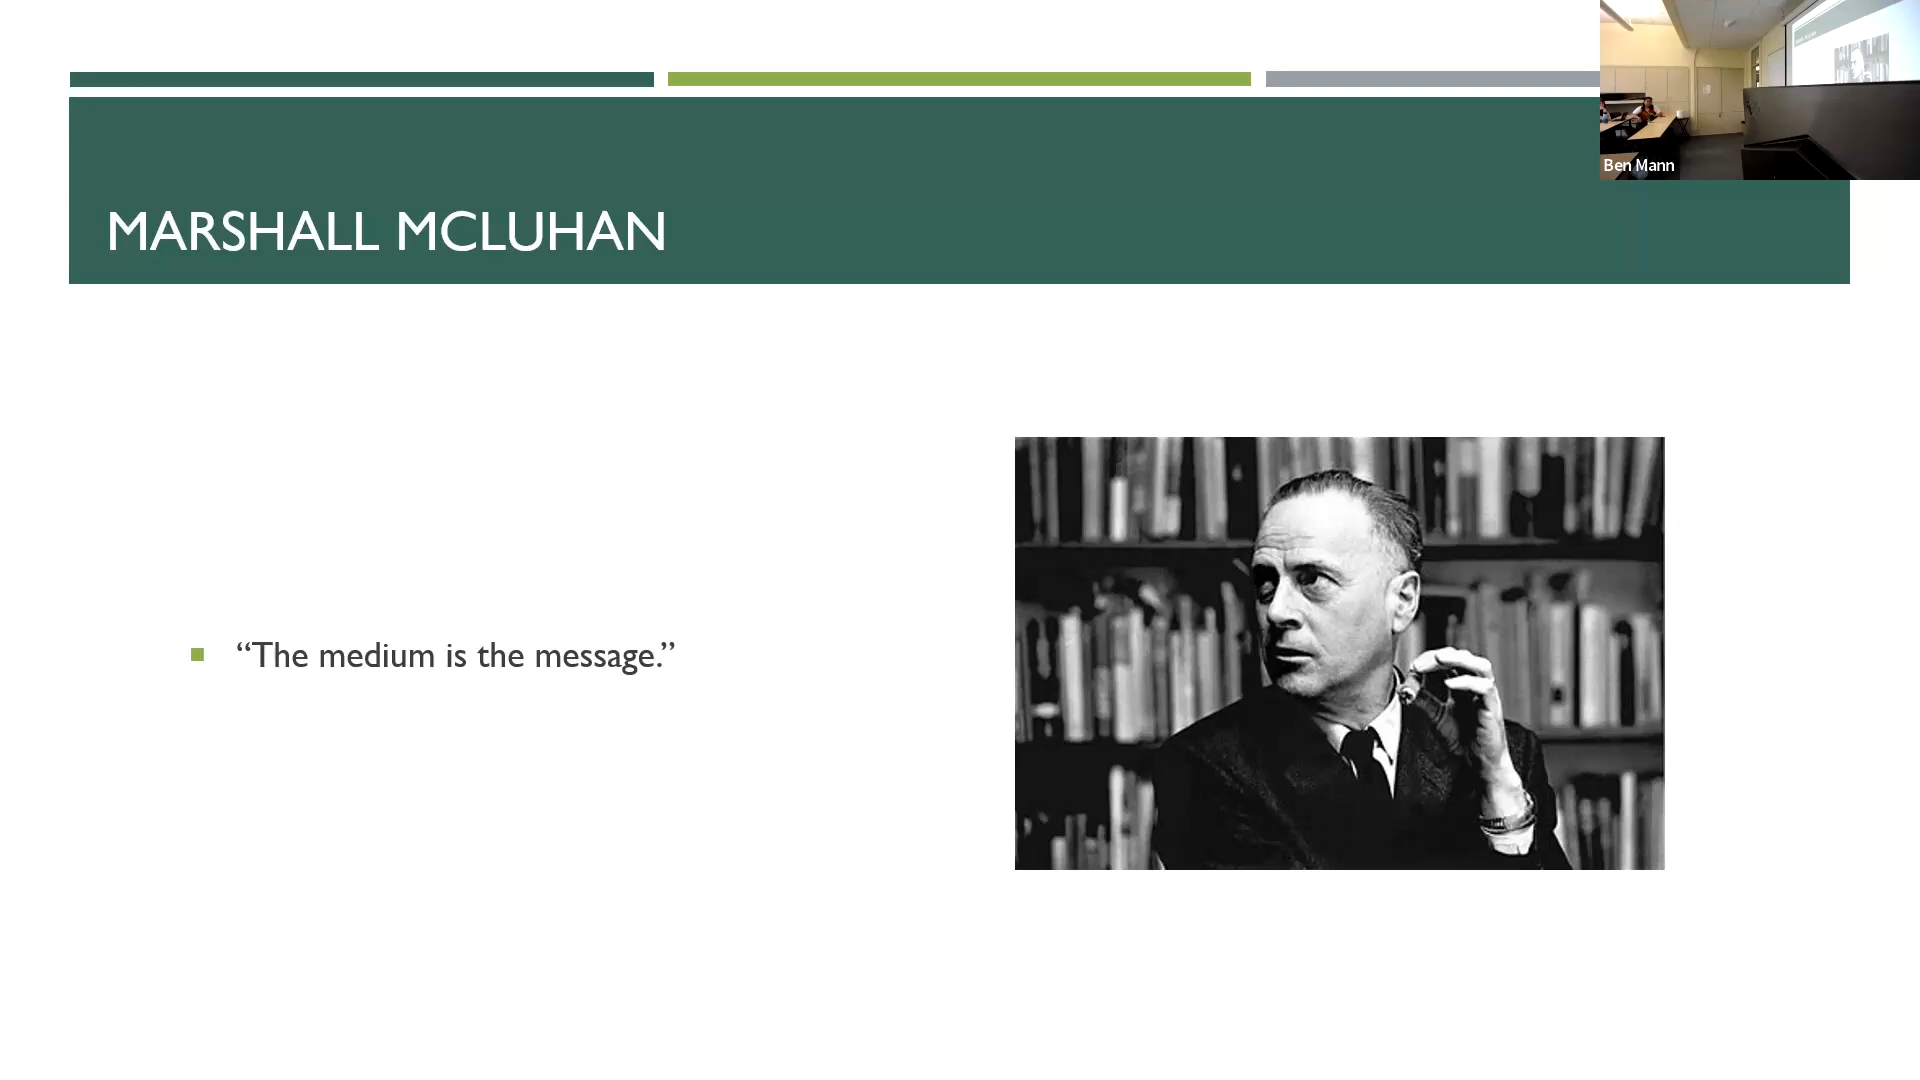 Ben Mann
MARSHALL MCLUHAN
“The medium is the message.”